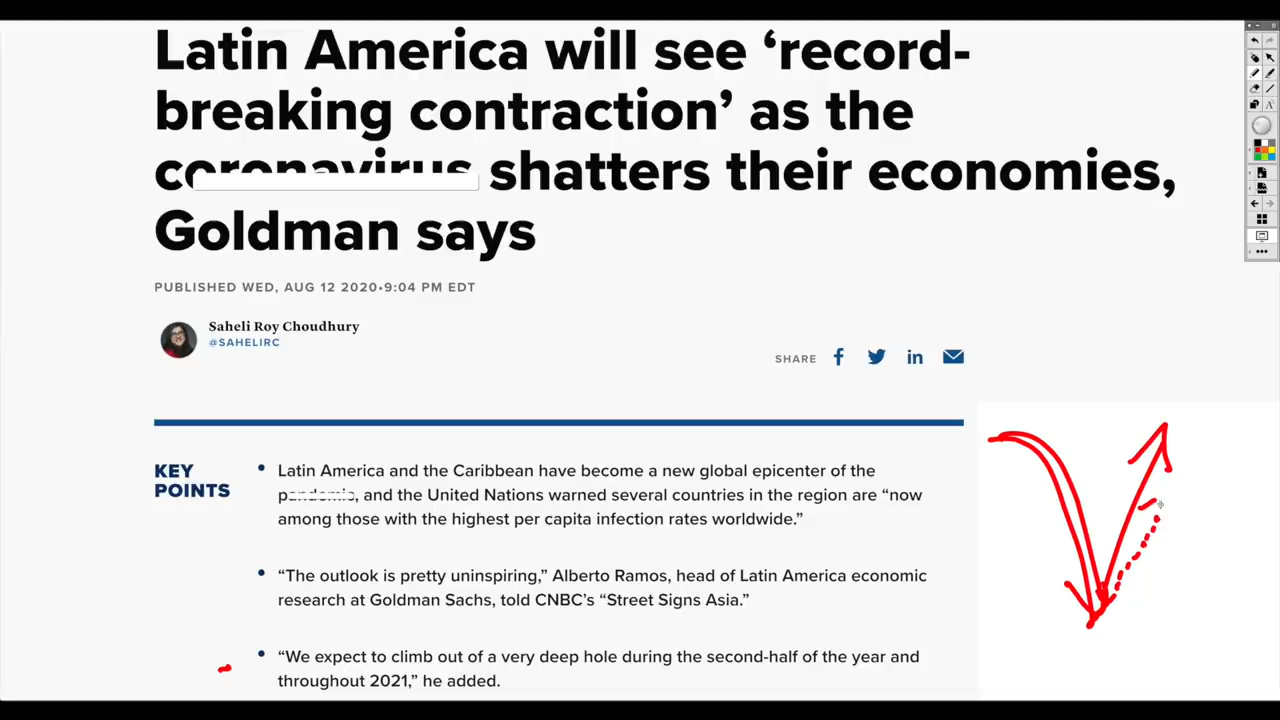 Latin America will see ‘record-
breaking contraction’ as the
coronavirus shatters their economies,
Goldman says
PUBLISHED WED, AUG 12 2020•9:04 PM EDT
Saheli Roy Choudhury
@SAHELIRC
SHARE
KEY
POINTS
• Latin America and the Caribbean have become a new global epicenter of the
pandemic, and the United Nations warned several countries in the region are “now
among those with the highest per capita infection rates worldwide.”
• “The outlook is pretty uninspiring,” Alberto Ramos, head of Latin America economic
research at Goldman Sachs, told CNBC’s “Street Signs Asia.”
• “We expect to climb out of a very deep hole during the second-half of the year and
throughout 2021,” he added.